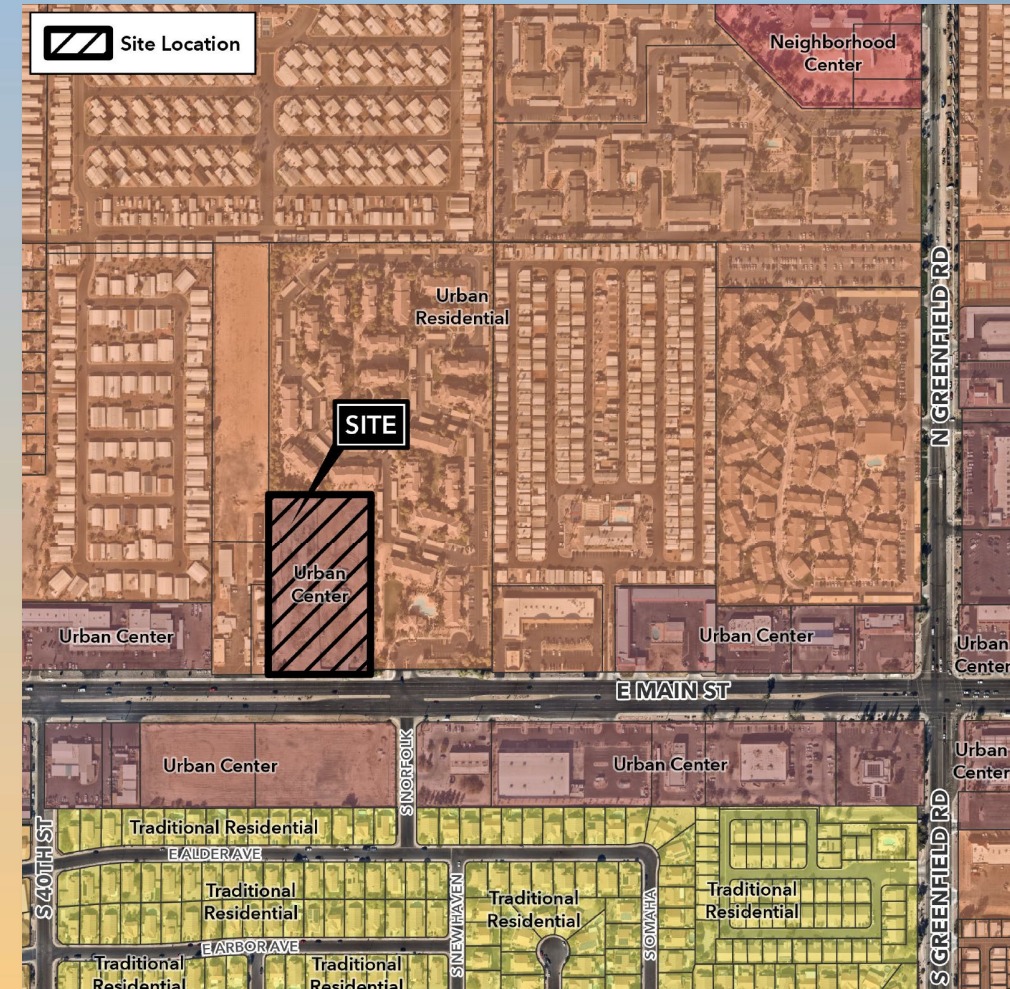 Site Location
Neighborhood
Center
N GREENFIELD RD
Urban
Residential
SITE
Urban
Center
Urban Center
Urban Center
Urban
Center
E MAIN ST
Urban Center
S NORFOLK
Urban Center
Urban
Center
S 40TH ST
Traditional Residential
E ALDER AVE
Traditional
Residential
S NEWHAVEN
Traditional
Residential
S OMAHA
Traditional
Residential
S GREENFIELD RD
E ARBOR AVE
Traditional
Residential
Traditional
Residential